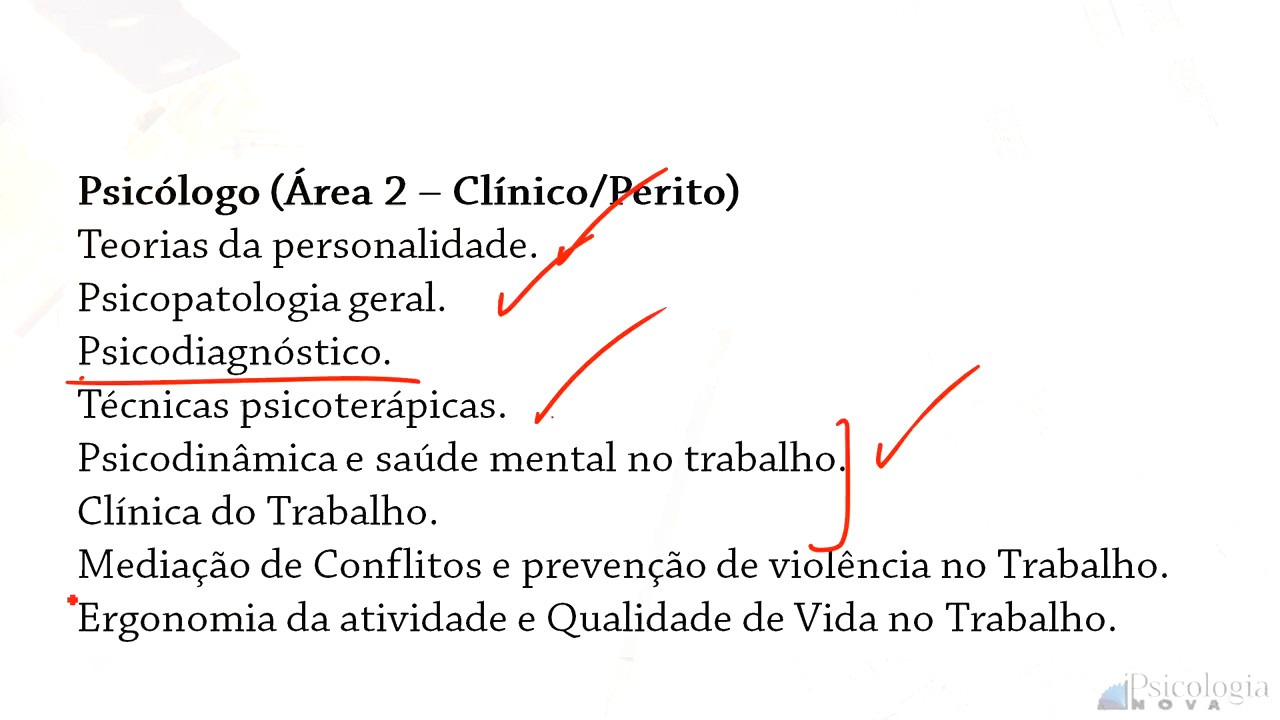 Psicólogo (Área 2 – Clínico/Perito)
Teorias da personalidade.
Psicopatologia geral.
Psicodiagnóstico.
Técnicas psicoterápicas.
Psicodinâmica e saúde mental no trabalho.
Clínica do Trabalho.
Mediação de Conflitos e prevenção de violência no Trabalho.
Ergonomia da atividade e Qualidade de Vida no Trabalho.
Psicologia
NOVA